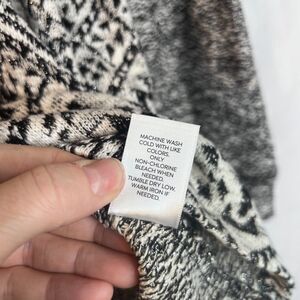 MACHINE WASH
COLD WITH LIKE
COLORS.
ONLY
NON-CHLORINE
BLEACH WHEN
NEEDED.
TUMBLE DRY LOW.
WARM IRON IF
NEEDED.